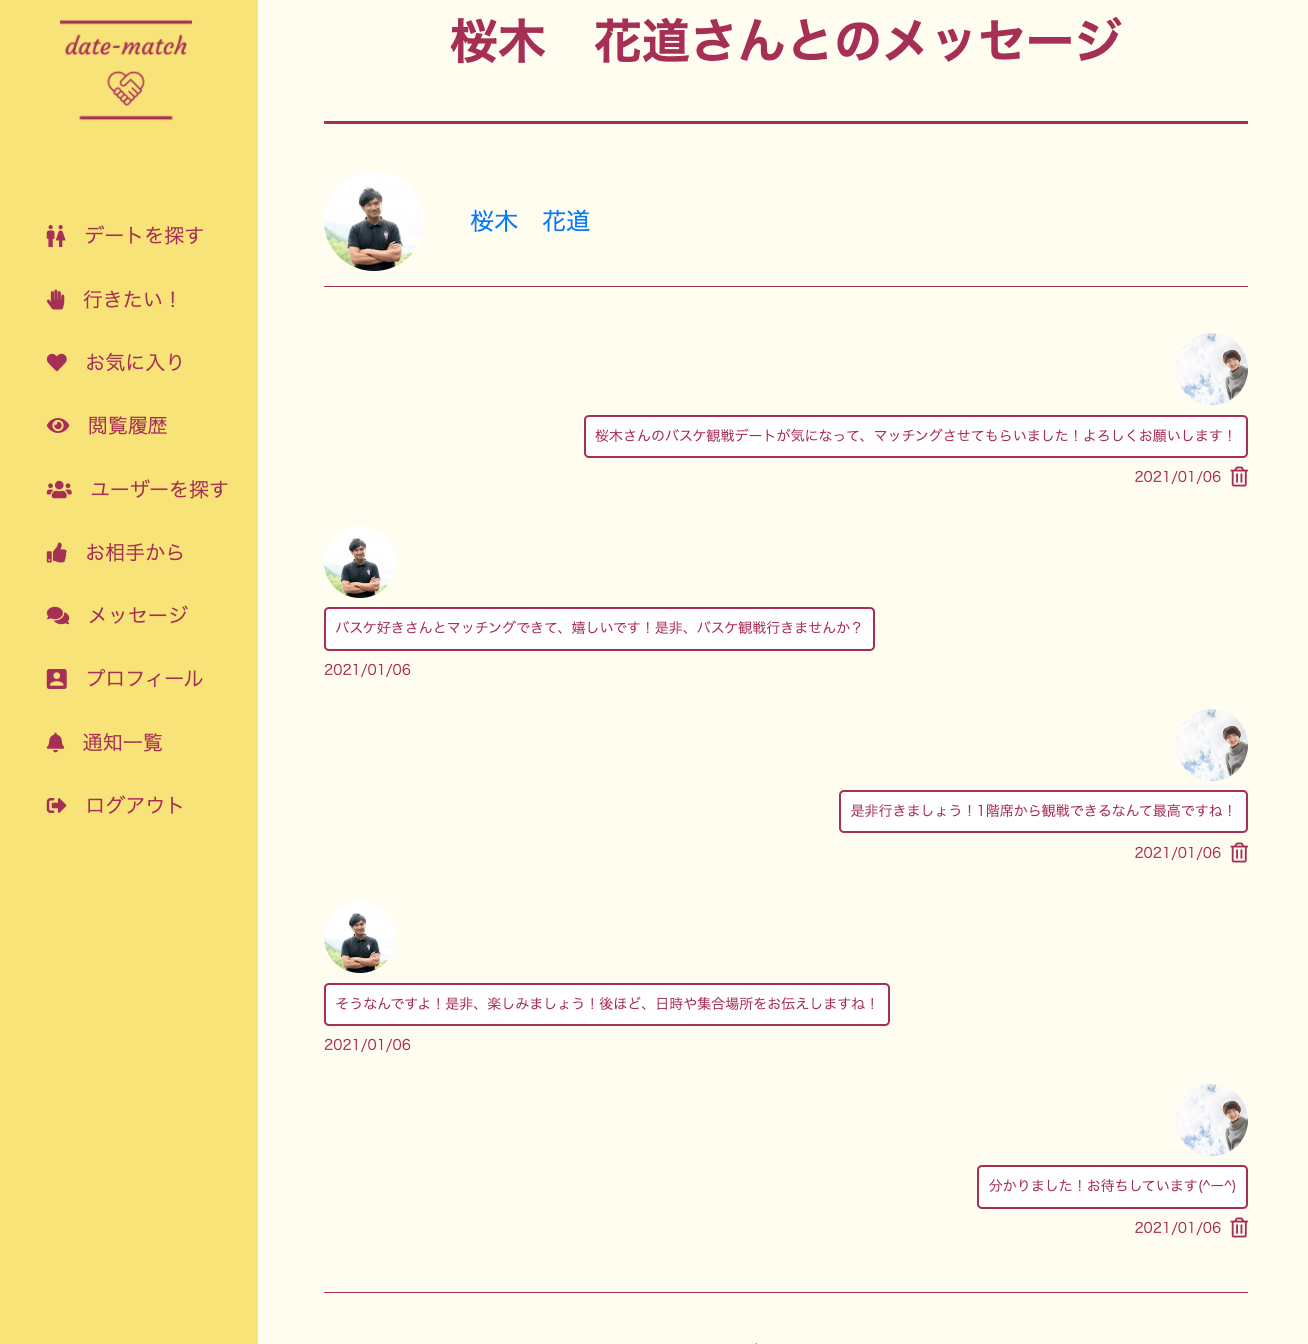 date-match
デートを探す
行きたい！
お気に入り
閲覧履歴
ユーザーを探す
お相手から
メッセージ
プロフィール
通知一覧
ログアウト
桜木　花道さんとのメッセージ
桜木　花道
桜木さんのバスケ観戦デートが気になって、マッチングさせてもらいました！よろしくお願いします！
2021/01/06
バスケ好きさんとマッチングできて、嬉しいです！是非、バスケ観戦行きませんか？
2021/01/06
是非行きましょう！1階席から観戦できるなんて最高ですね！
2021/01/06
そうなんですよ！是非、楽しみましょう！後ほど、日時や集合場所をお伝えしますね！
2021/01/06
分かりました！お待ちしています(^ー^)
2021/01/06